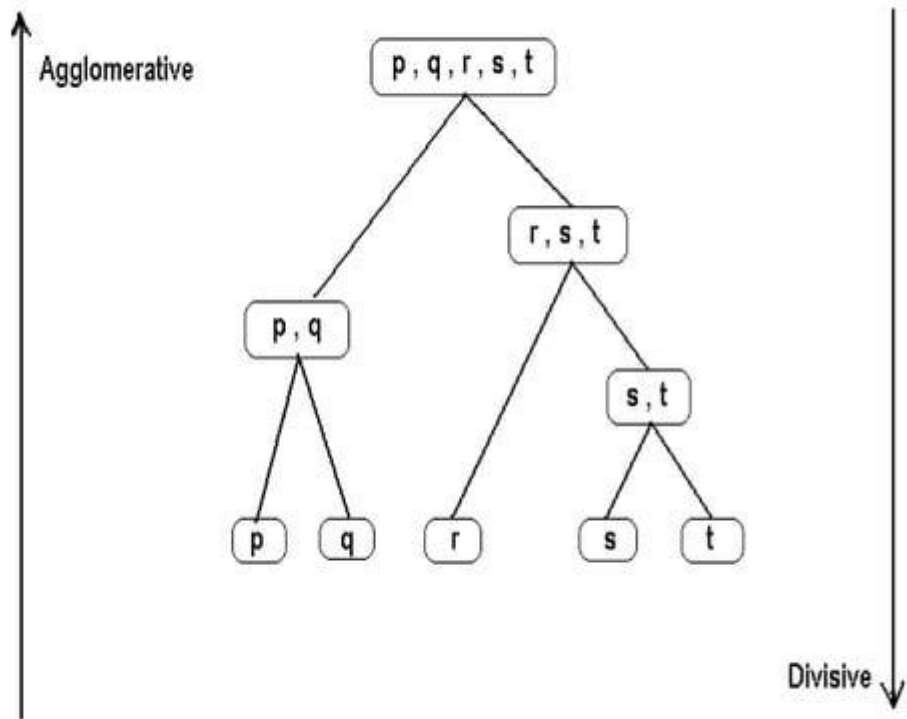 Agglomerative
p , q , r , s , t
r , s , t
p , q
s , t
p
q
r
s
t
Divisive